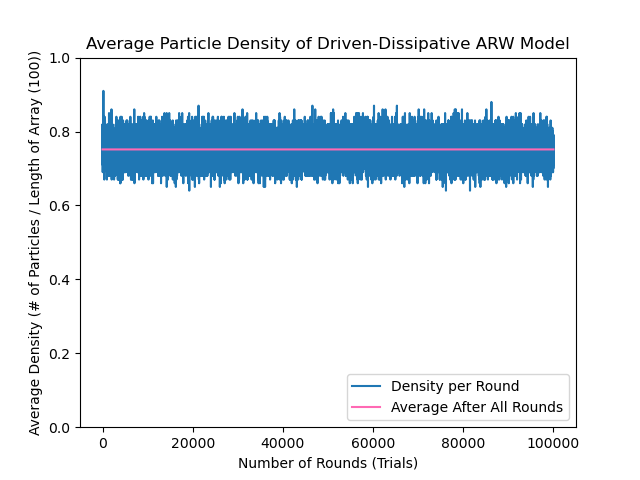 Average Particle Density of Driven-Dissipative ARW Model
Average Density (# of Particles / Length of Array (100))
1.0
0.8
0.6
0.4
0.2
0.0
Density per Round
Average After All Rounds
0 20000 40000 60000 80000 100000
Number of Rounds (Trials)